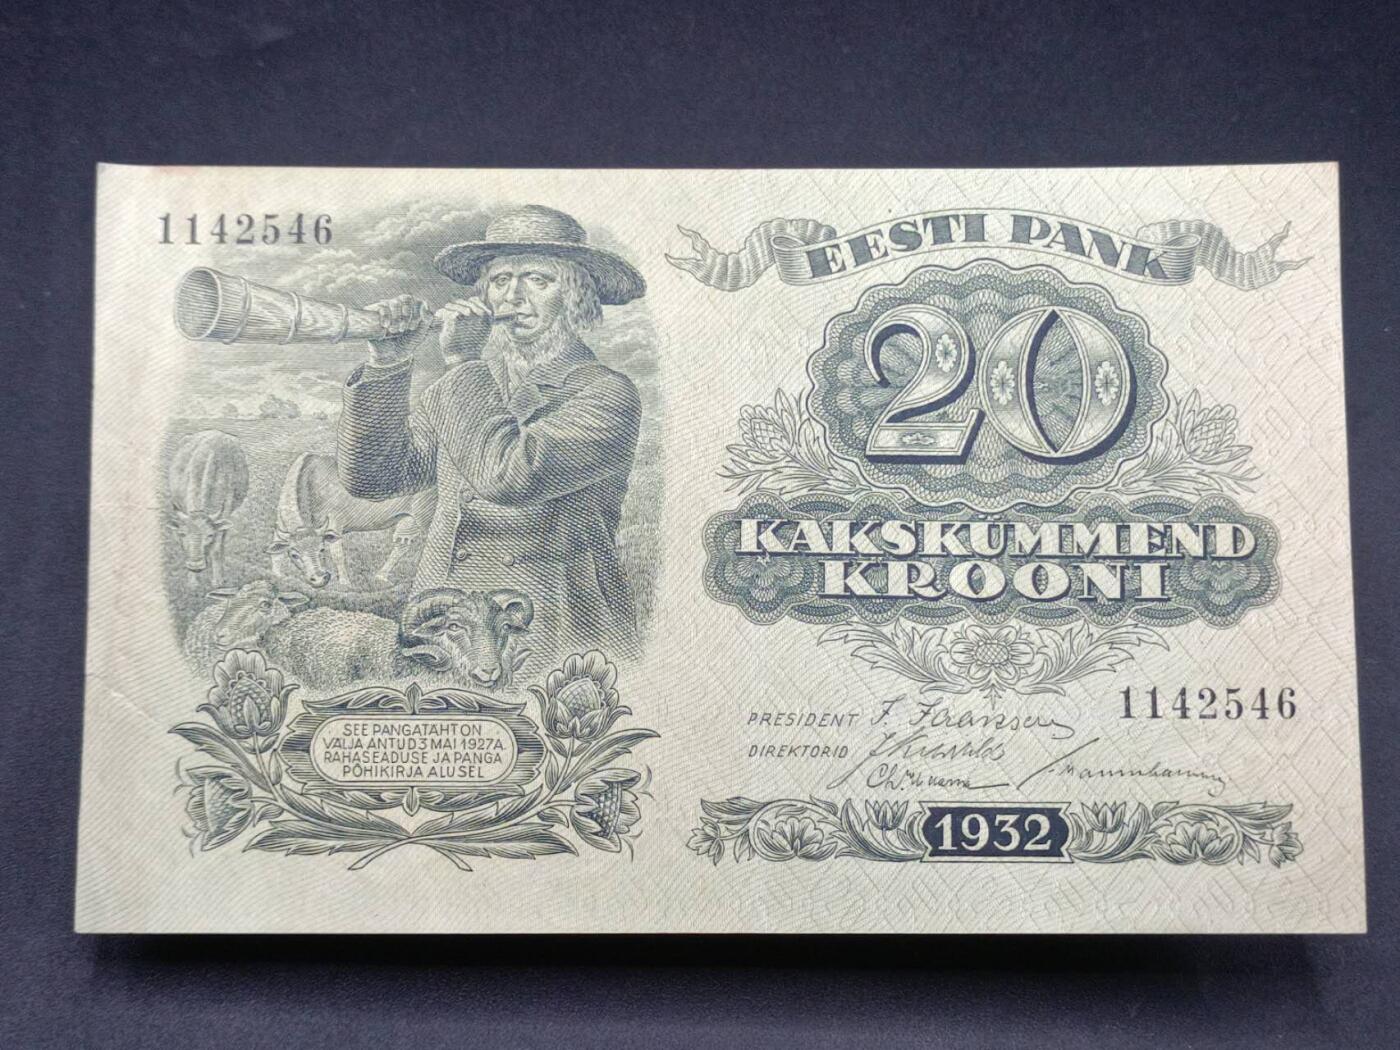 1142546
EESTI PANK
20
KAKSKÜMMEND
KROONI
1142546
PRESIDENT
DIREKTORID
SEE PANGATÄHT ON
VÄLJA ANTUD 3 MAI 1927 A.
RAHASEADUSE JA PANGA
PÕHIKIRJA ALUSEL
1932